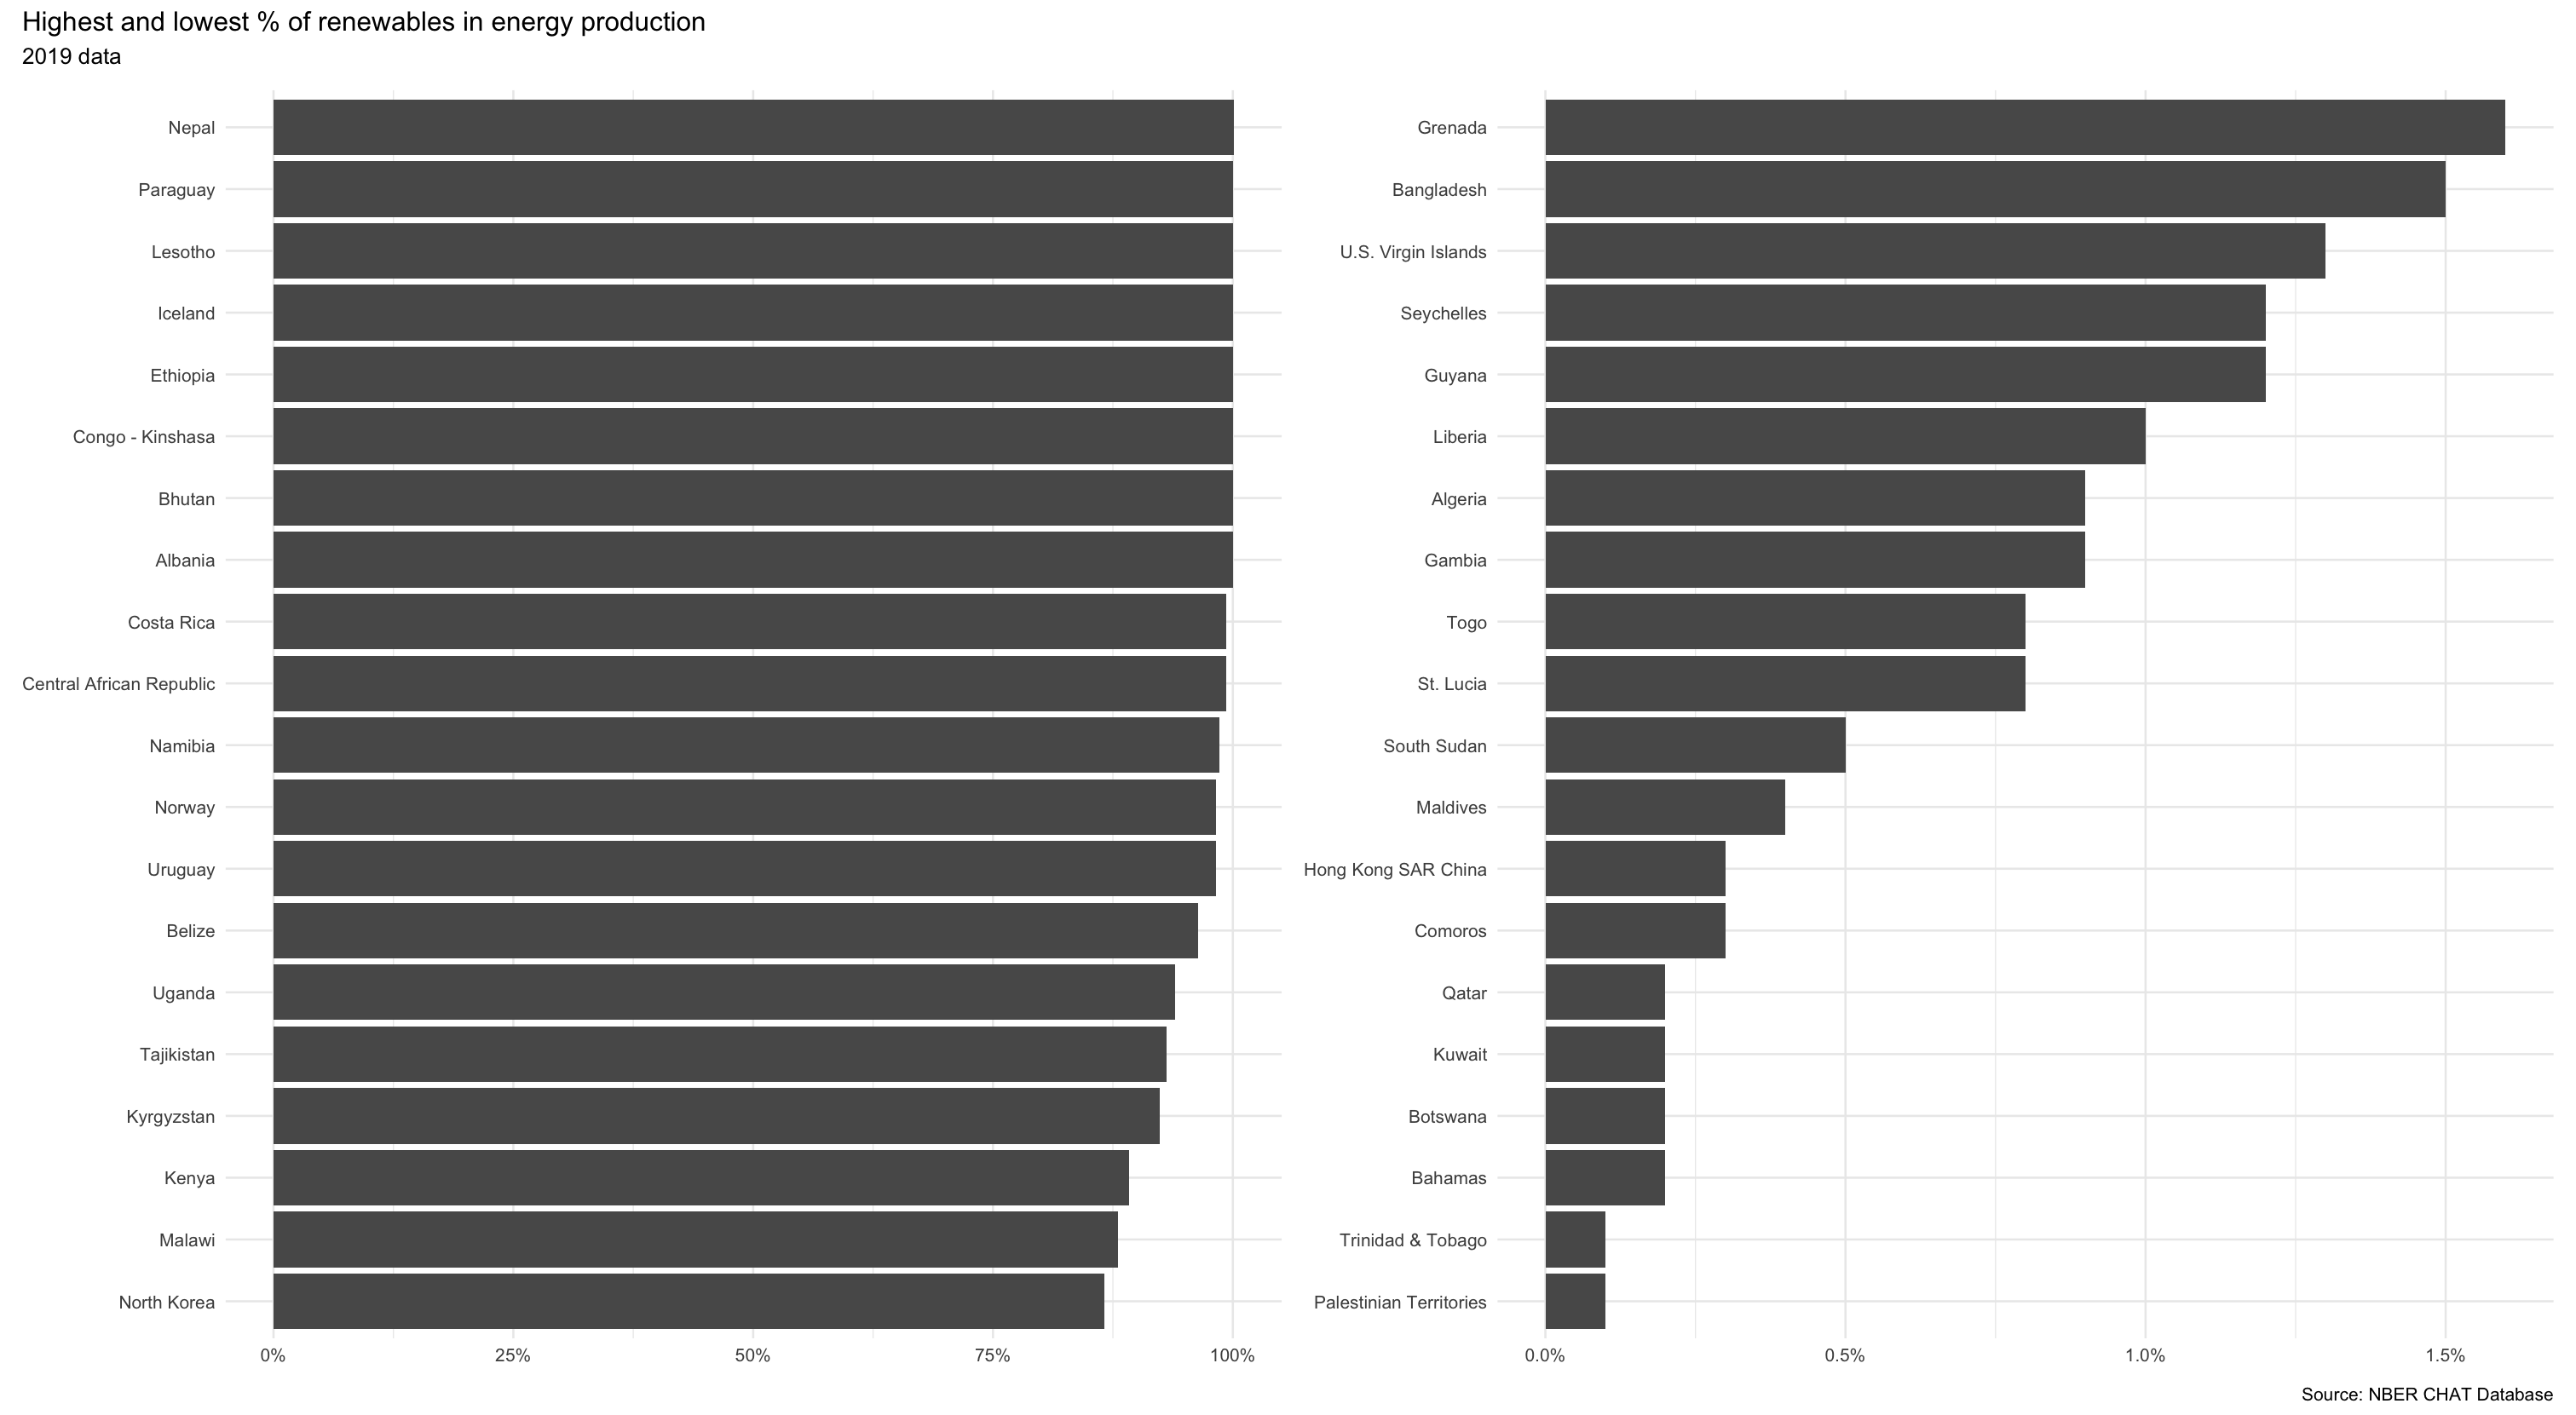 Highest and lowest % of renewables in energy production
2019 data
Nepal
Paraguay
Lesotho
Iceland
Ethiopia
Congo - Kinshasa
Bhutan
Albania
Costa Rica
Central African Republic
Namibia
Norway
Uruguay
Belize
Uganda
Tajikistan
Kyrgyzstan
Kenya
Malawi
North Korea
0% 25% 50% 75% 100%
Grenada
Bangladesh
U.S. Virgin Islands
Seychelles
Guyana
Liberia
Algeria
Gambia
Togo
St. Lucia
South Sudan
Maldives
Hong Kong SAR China
Comoros
Qatar
Kuwait
Botswana
Bahamas
Trinidad & Tobago
Palestinian Territories
0.0% 0.5% 1.0% 1.5%
Source: NBER CHAT Database